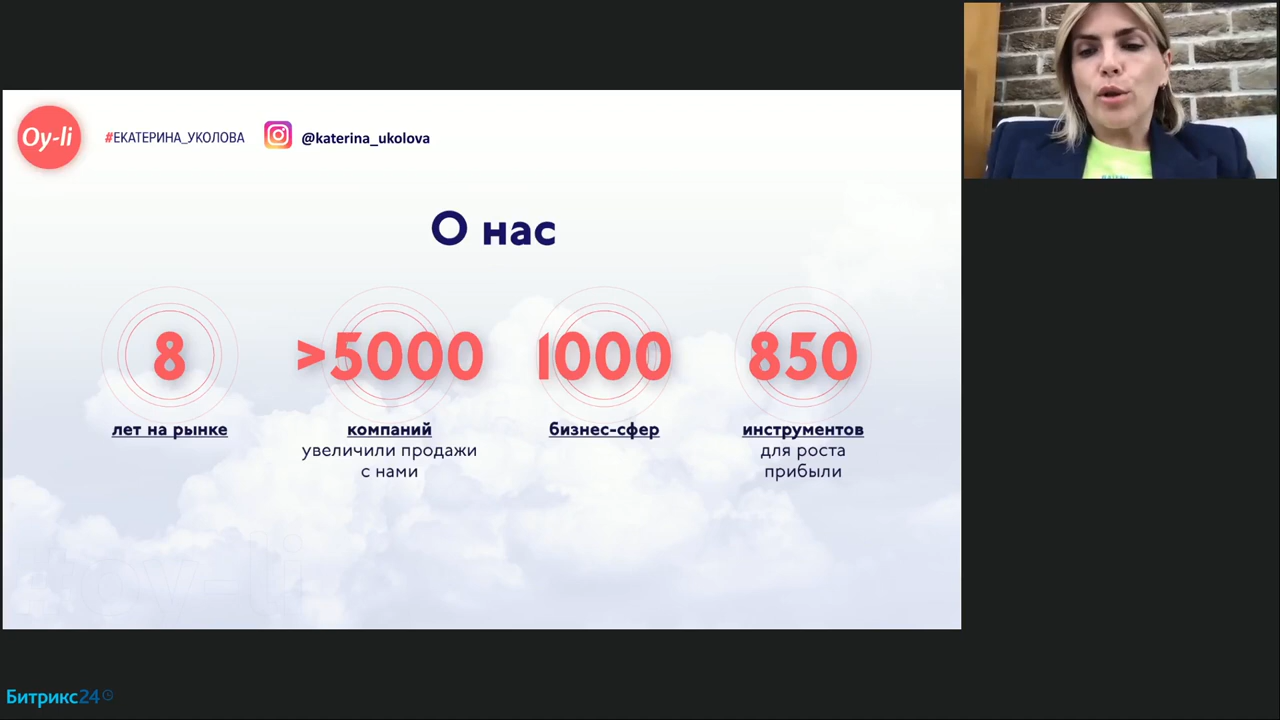 Oy-li
#ЕКАТЕРИНА_УКОЛОВА
@katerina_ukolova
О нас
8
лет на рынке
>5000
компаний
увеличили продажи
с нами
1000
бизнес-сфер
850
инструментов
для роста
прибыли
Битрикс24